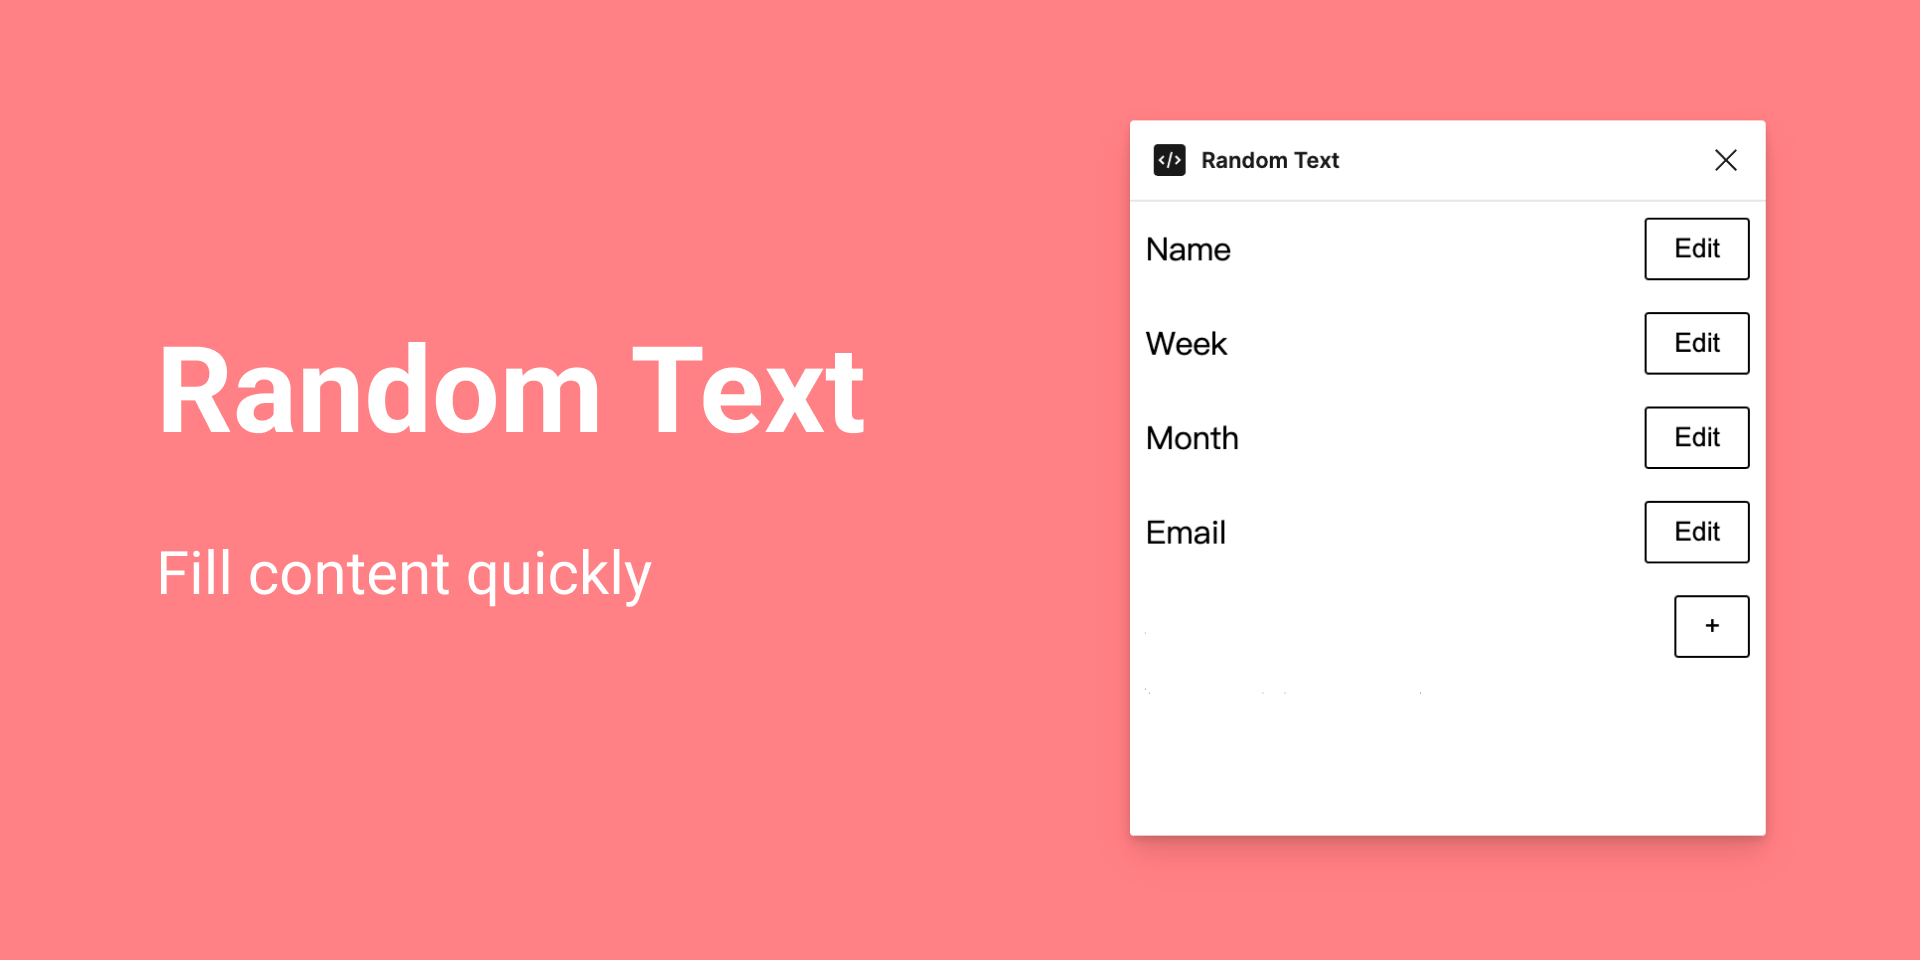 Random Text
Fill content quickly
</> Random Text
Name Edit
Week Edit
Month Edit
Email Edit
+